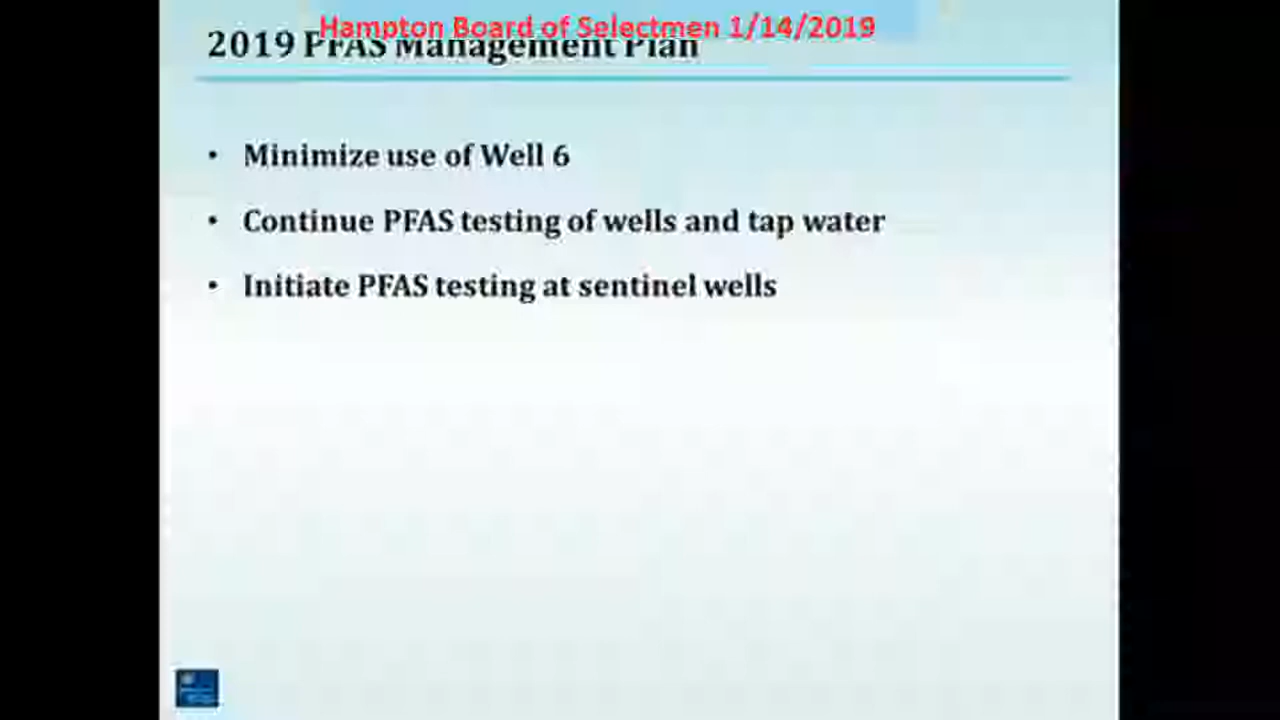 Hampton Board of Selectmen 1/14/2019
2019 PFAS Management Plan
• Minimize use of Well 6
• Continue PFAS testing of wells and tap water
• Initiate PFAS testing at sentinel wells